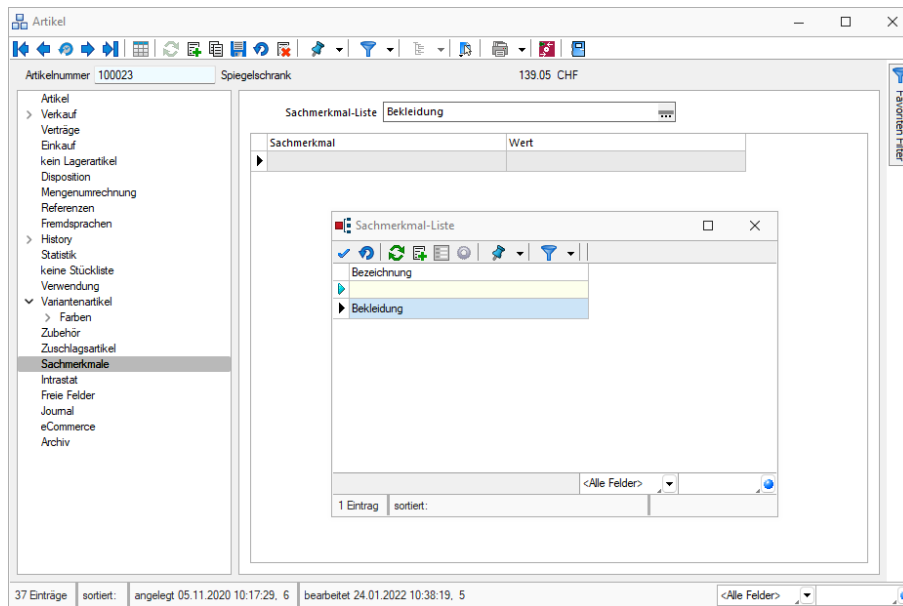 Artikel
Artikelnummer 100023 Spiegelschrank 139.05 CHF
Favoriten Filter
Artikel
Verkauf
Verträge
Einkauf
kein Lagerartikel
Disposition
Mengenumrechnung
Referenzen
Fremdsprachen
History
Statistik
keine Stückliste
Verwendung
Variantenartikel
Farben
Zubehör
Zuschlagsartikel
Sachmerkmale
Intrastat
Freie Felder
Journal
eCommerce
Archiv
Sachmerkmal-Liste Bekleidung
Sachmerkmal Wert
Sachmerkmal-Liste
Bezeichnung
Bekleidung
<Alle Felder>
1 Eintrag sortiert:
37 Einträge sortiert: angelegt 05.11.2020 10:17:29, 6 bearbeitet 24.01.2022 10:38:19, 5 <Alle Felder>